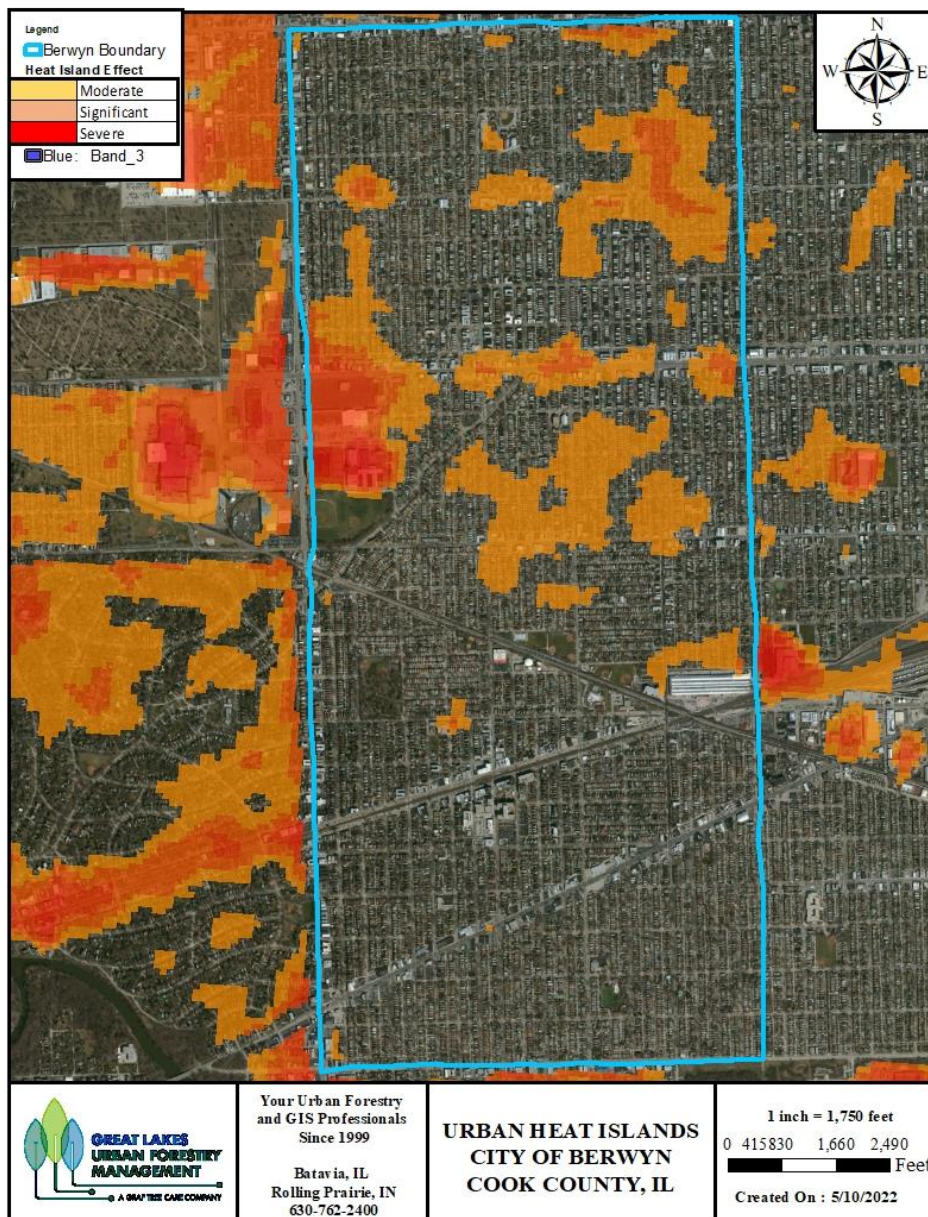 Legend
Berwyn Boundary
Heat Island Effect
Moderate
Significant
Severe
Blue: Band_3
N
W E
S
GREAT LAKES
URBAN FORESTRY
MANAGEMENT
A GRAF TREE CARE COMPANY
Your Urban Forestry
and GIS Professionals
Since 1999
Batavia, IL
Rolling Prairie, IN
630-762-2400
URBAN HEAT ISLANDS
CITY OF BERWYN
COOK COUNTY, IL
1 inch = 1,750 feet
0 415830 1,660 2,490
Feet
Created On : 5/10/2022